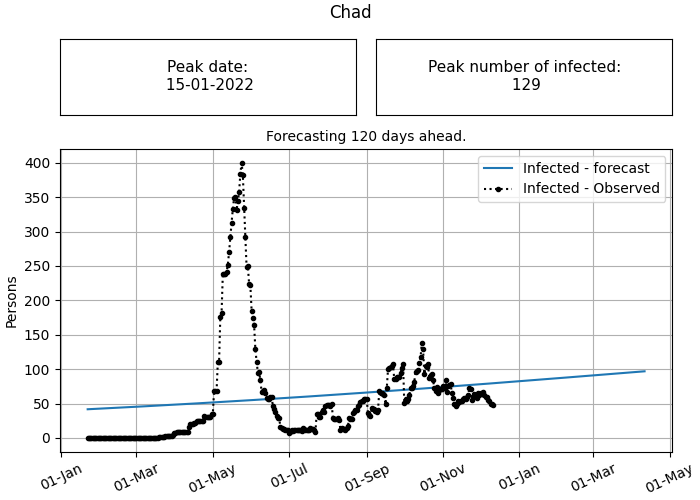 Chad
Peak date:
15-01-2022
Peak number of infected:
129
Forecasting 120 days ahead.
Infected - forecast
Infected - Observed
Persons
400
350
300
250
200
150
100
50
0
01-Jan
01-Mar
01-May
01-Jul
01-Sep
01-Nov
01-Jan
01-Mar
01-May